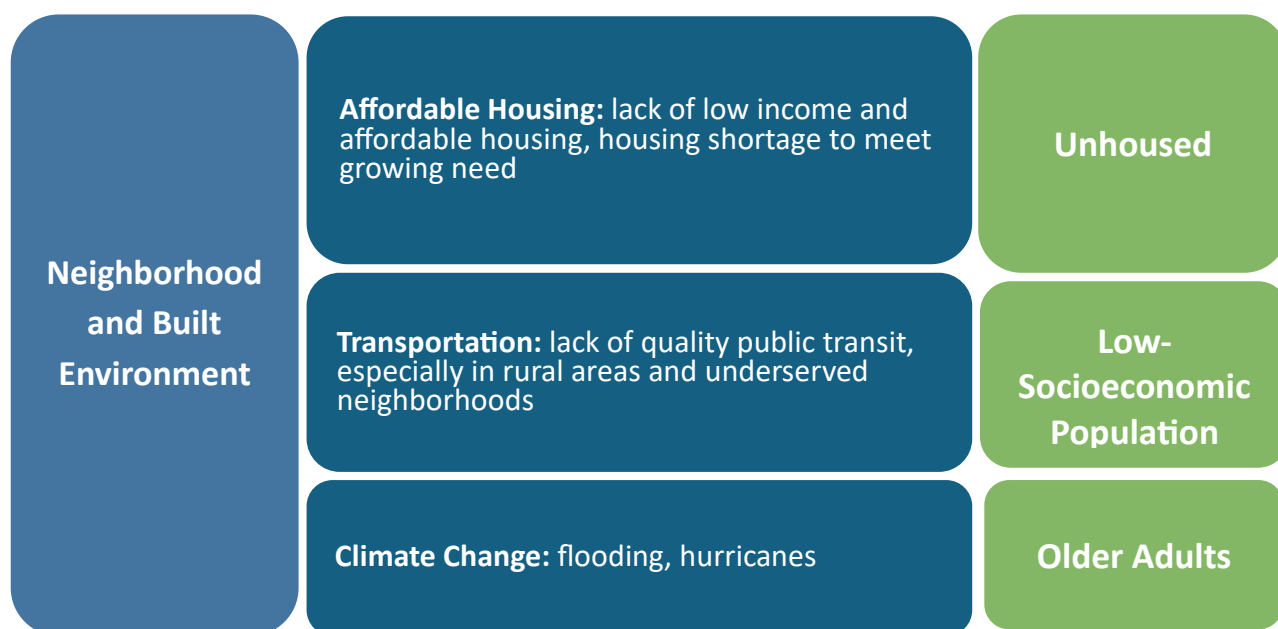 Neighborhood
and Built
Environment
Affordable Housing: lack of low income and
affordable housing, housing shortage to meet
growing need
Unhoused
Transportation: lack of quality public transit,
especially in rural areas and underserved
neighborhoods
Low-
Socioeconomic
Population
Climate Change: flooding, hurricanes
Older Adults